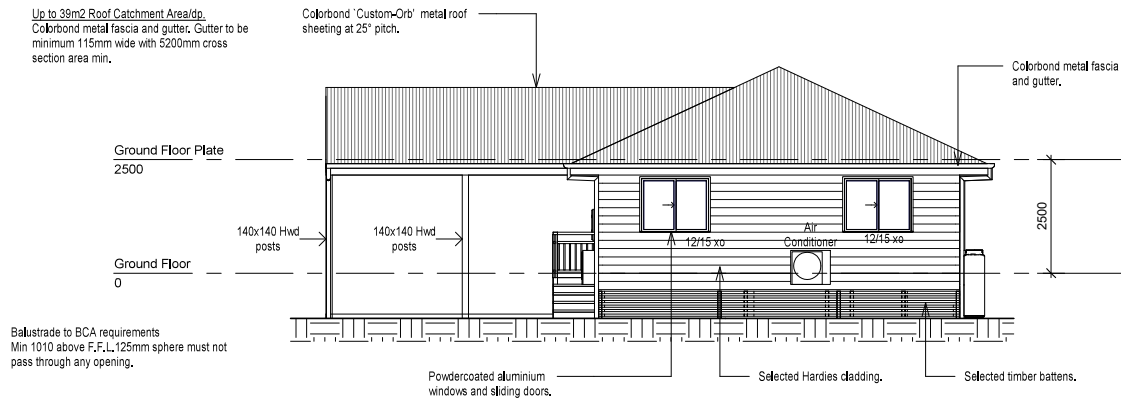 Up to 39m2 Roof Catchment Area/dp.
Colorbond metal fascia and gutter. Gutter to be
minimum 115mm wide with 5200mm cross
section area min.
Colorbond `Custom-Orb' metal roof
sheeting at 25° pitch.
Colorbond metal fascia
and gutter.
Ground Floor Plate
2500
2500
140x140 Hwd
posts
140x140 Hwd
posts
12/15 xo
Air
Conditioner
12/15 xo
Ground Floor
0
Balustrade to BCA requirements
Min 1010 above F.F.L.125mm sphere must not
pass through any opening.
Powdercoated aluminium
windows and sliding doors.
Selected Hardies cladding.
Selected timber battens.